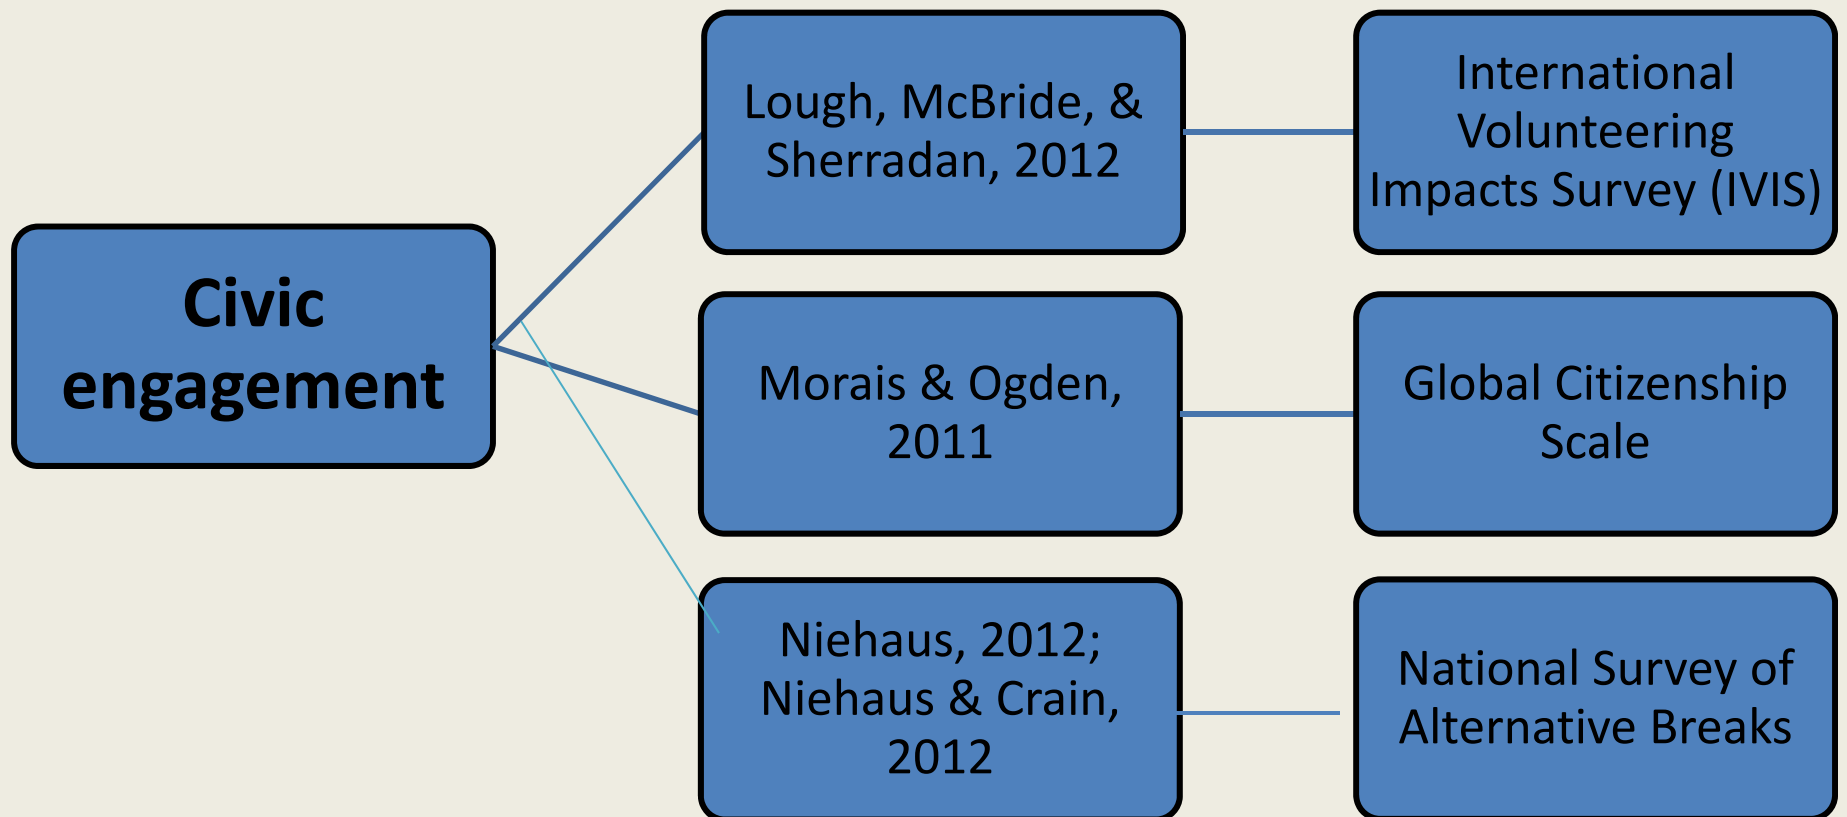 Civic
engagement
Lough, McBride, &
Sherradan, 2012
International
Volunteering
Impacts Survey (IVIS)
Morais & Ogden,
2011
Global Citizenship
Scale
Niehaus, 2012;
Niehaus & Crain,
2012
National Survey of
Alternative Breaks